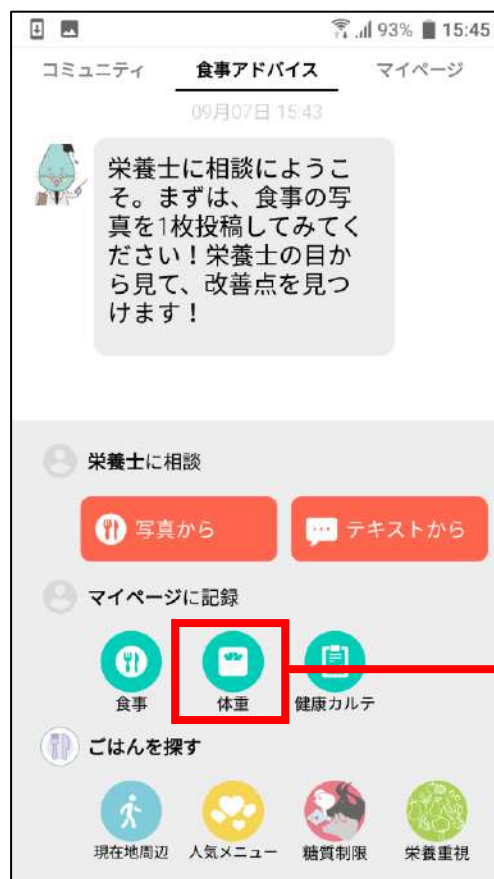 93% 15:45
コミュニティ 食事アドバイス マイページ
09月07日 15:43
栄養士に相談にようこ
そ。まずは、食事の写
真を1枚投稿してみてく
ださい！栄養士の目か
ら見て、改善点を見つ
けます！
栄養士に相談
写真から テキストから
マイページに記録
食事 体重 健康カルテ
ごはんを探す
現在地周辺 人気メニュー 糖質制限 栄養重視